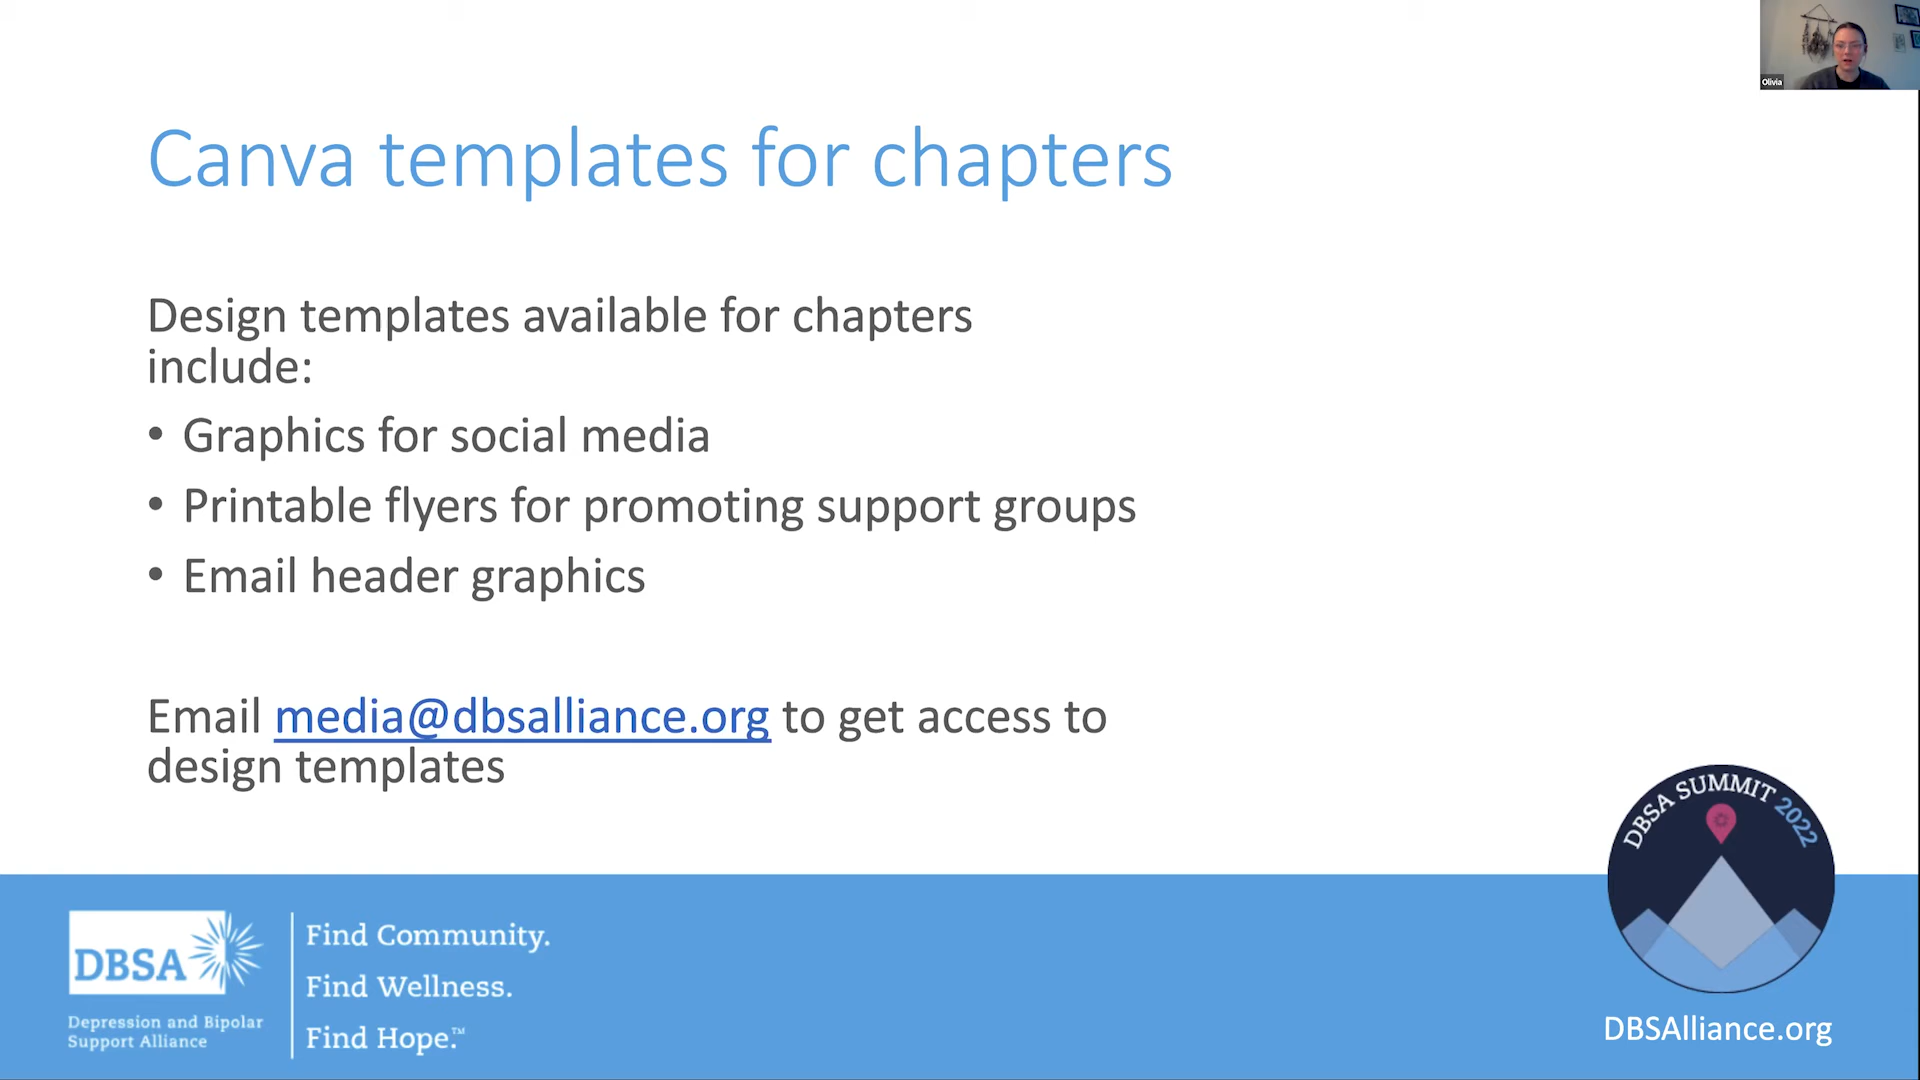 Olivia
Canva templates for chapters
Design templates available for chapters
include:
• Graphics for social media
• Printable flyers for promoting support groups
• Email header graphics
Email media@dbsalliance.org to get access to
design templates
DBSA SUMMIT 2022
DBSA
Depression and Bipolar
Support Alliance
Find Community.
Find Wellness.
Find Hope.™
DBSAlliance.org